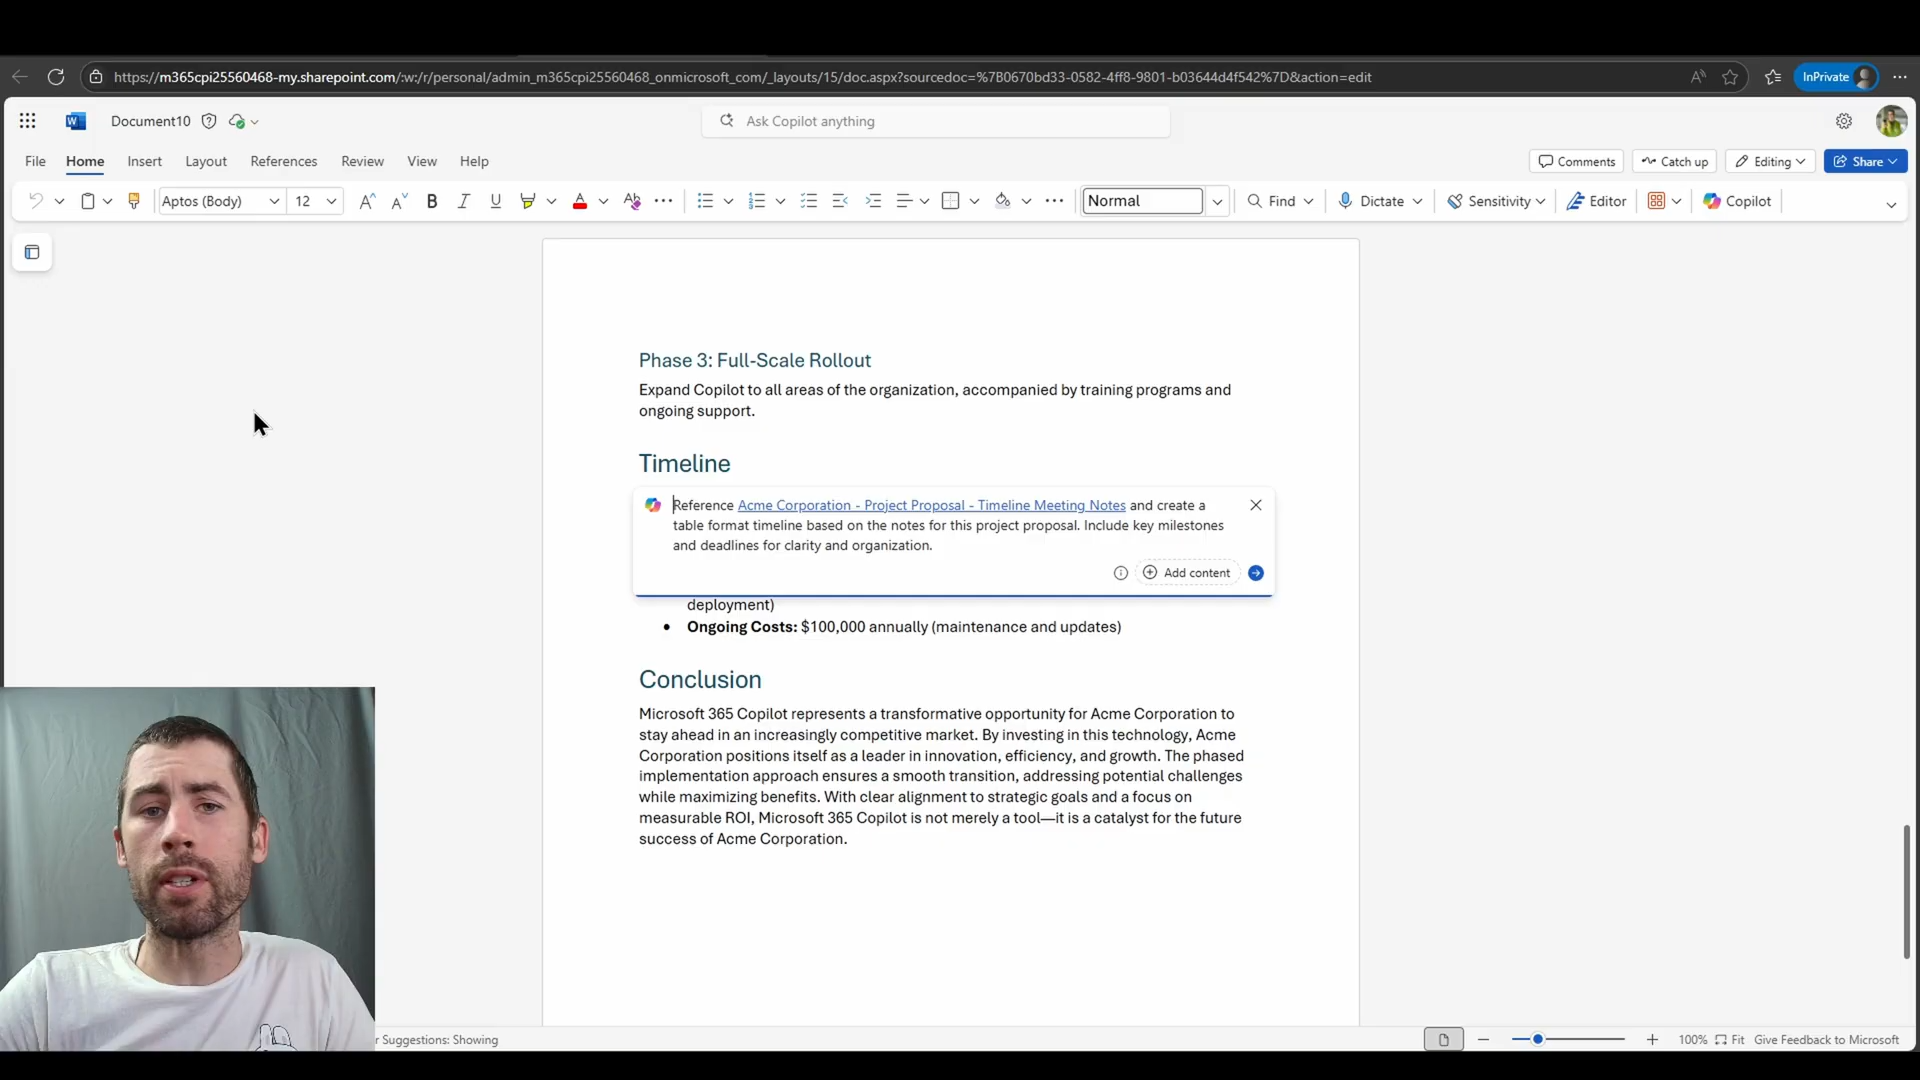 https://m365cpi25560468-my.sharepoint.com/:w:/r/personal/admin_m365cpi25560468_onmicrosoft_com/_layouts/15/doc.aspx?sourcedoc=%7B0670bd33-0582-4ff8-9801-b03644d4f542%7D&action=edit
InPrivate
Document10
Ask Copilot anything
File Home Insert Layout References Review View Help
Comments Catch up Editing Share
Aptos (Body) 12 B I U A Normal Find Dictate Sensitivity Editor Copilot
Phase 3: Full-Scale Rollout
Expand Copilot to all areas of the organization, accompanied by training programs and
ongoing support.
Timeline
Reference Acme Corporation - Project Proposal - Timeline Meeting Notes and create a
table format timeline based on the notes for this project proposal. Include key milestones
and deadlines for clarity and organization.
Add content
deployment)
• Ongoing Costs: $100,000 annually (maintenance and updates)
Conclusion
Microsoft 365 Copilot represents a transformative opportunity for Acme Corporation to
stay ahead in an increasingly competitive market. By investing in this technology, Acme
Corporation positions itself as a leader in innovation, efficiency, and growth. The phased
implementation approach ensures a smooth transition, addressing potential challenges
while maximizing benefits. With clear alignment to strategic goals and a focus on
measurable ROI, Microsoft 365 Copilot is not merely a tool—it is a catalyst for the future
success of Acme Corporation.
r Suggestions: Showing
100% Fit Give Feedback to Microsoft